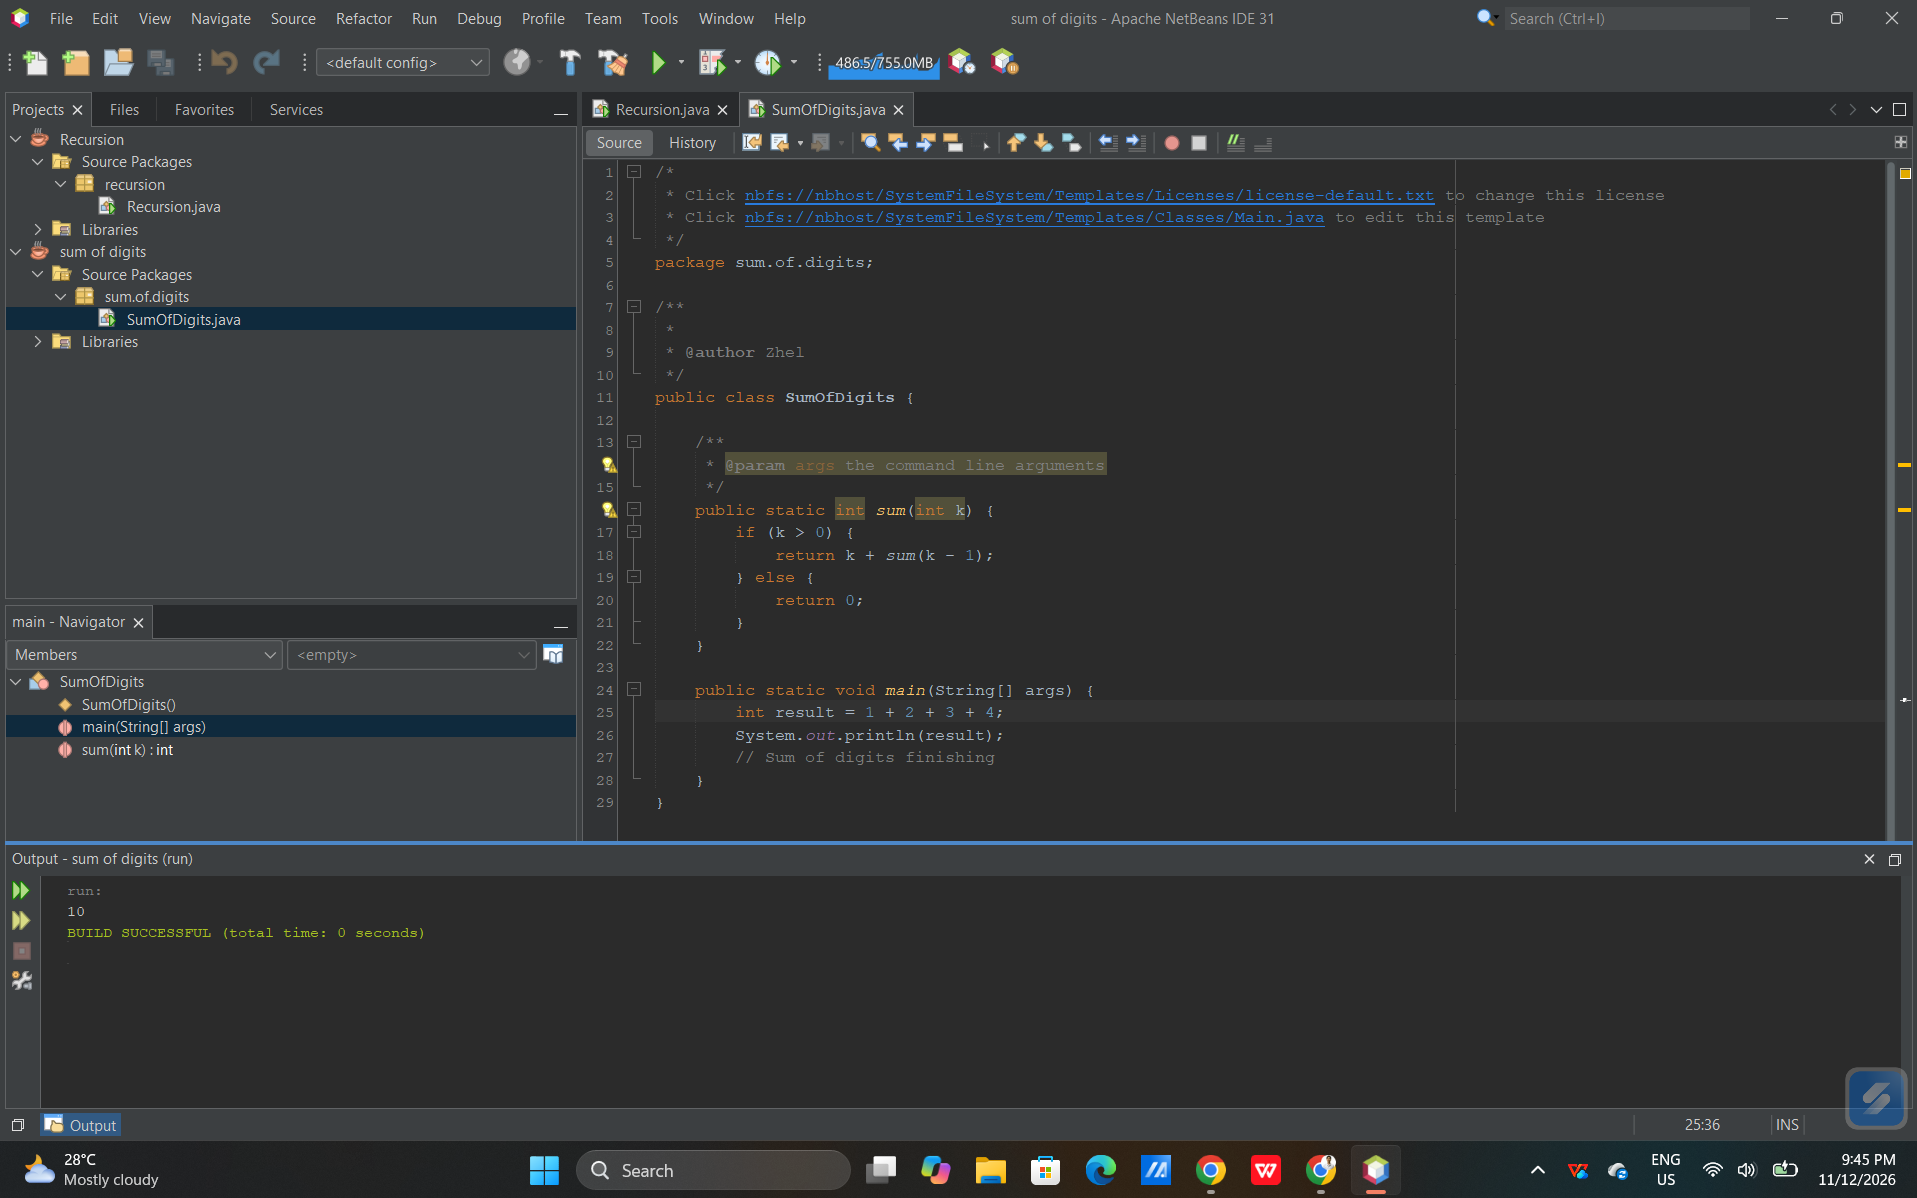 File Edit View Navigate Source Refactor Run Debug Profile Team Tools Window Help
sum of digits - Apache NetBeans IDE 31
Search (Ctrl+I)
<default config>
486.5/755.0MB
Projects Files Favorites Services
Recursion
Source Packages
recursion
Recursion.java
Libraries
sum of digits
Source Packages
sum.of.digits
SumOfDigits.java
Libraries
main - Navigator
Members <empty>
SumOfDigits
SumOfDigits()
main(String[] args)
sum(int k) : int
Recursion.java SumOfDigits.java
Source History
1 /*
2 * Click nbfs://nbhost/SystemFileSystem/Templates/Licenses/license-default.txt to change this license
3 * Click nbfs://nbhost/SystemFileSystem/Templates/Classes/Main.java to edit this template
4 */
5 package sum.of.digits;
6
7 /**
8 *
9 * @author Zhel
10 */
11 public class SumOfDigits {
12
13 /**
* @param args the command line arguments
15 */
public static int sum(int k) {
17 if (k > 0) {
18 return k + sum(k - 1);
19 } else {
20 return 0;
21 }
22 }
23
24 public static void main(String[] args) {
25 int result = 1 + 2 + 3 + 4;
26 System.out.println(result);
27 // Sum of digits finishing
28 }
29 }
Output - sum of digits (run)
run:
10
BUILD SUCCESSFUL (total time: 0 seconds)
Output
25:36 INS
28°C
Mostly cloudy
Search
ENG
US
9:45 PM
11/12/2026